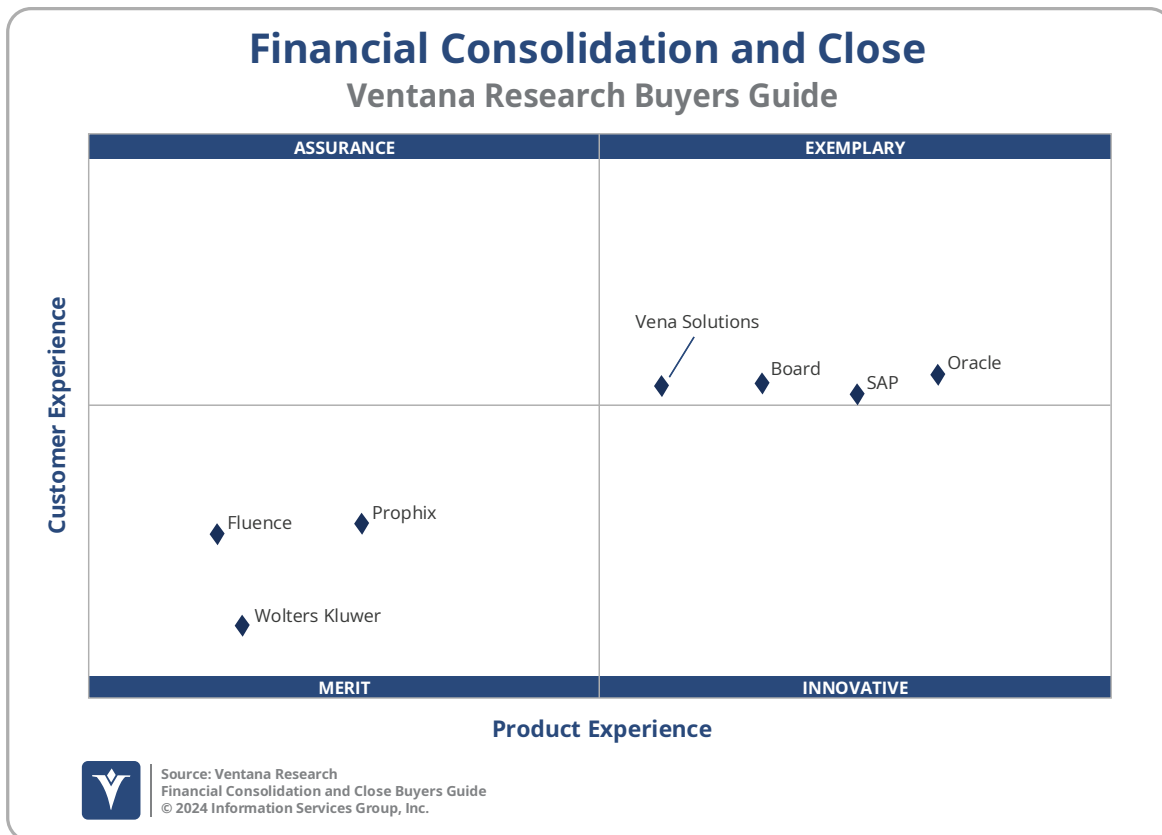 Financial Consolidation and Close
Ventana Research Buyers Guide
ASSURANCE
EXEMPLARY
Customer Experience
Vena Solutions
Board
SAP
Oracle
Fluence
Prophix
Wolters Kluwer
MERIT
INNOVATIVE
Product Experience
Source: Ventana Research
Financial Consolidation and Close Buyers Guide
© 2024 Information Services Group, Inc.